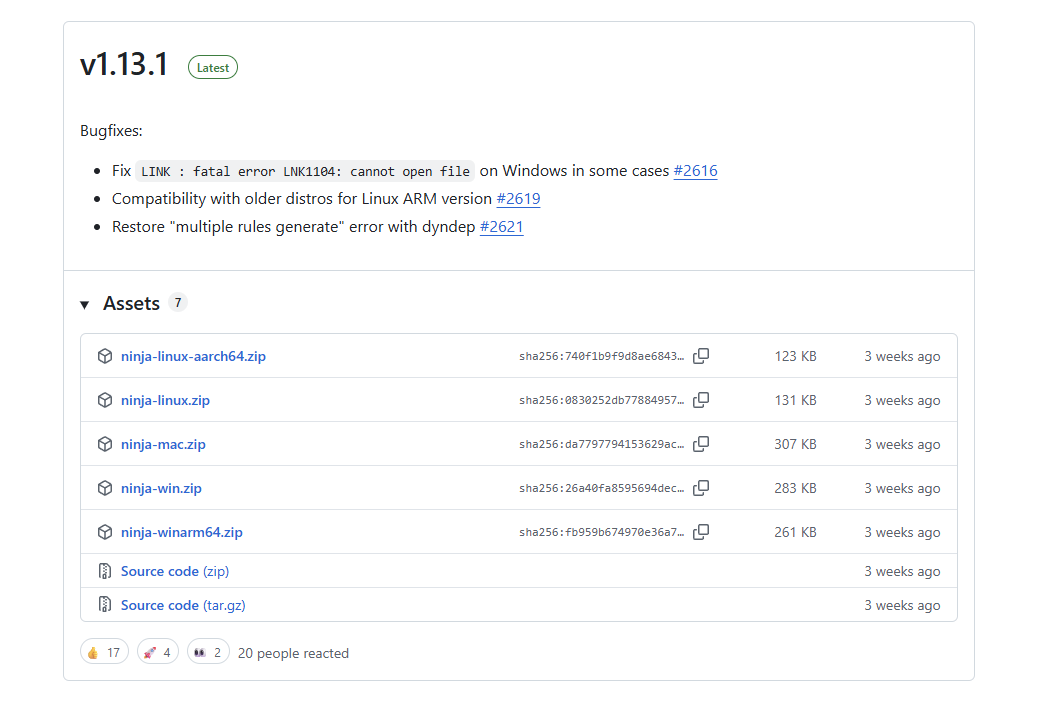 v1.13.1 Latest
Bugfixes:
Fix LINK : fatal error LNK1104: cannot open file on Windows in some cases #2616
Compatibility with older distros for Linux ARM version #2619
Restore "multiple rules generate" error with dyndep #2621
Assets 7
ninja-linux-aarch64.zip sha256:740f1b9f9d8ae6843… 123 KB 3 weeks ago
ninja-linux.zip sha256:0830252db77884957… 131 KB 3 weeks ago
ninja-mac.zip sha256:da7797794153629ac… 307 KB 3 weeks ago
ninja-win.zip sha256:26a40fa8595694dec… 283 KB 3 weeks ago
ninja-winarm64.zip sha256:fb959b674970e36a7… 261 KB 3 weeks ago
Source code (zip) 3 weeks ago
Source code (tar.gz) 3 weeks ago
👍 17 🚀 4 👀 2 20 people reacted